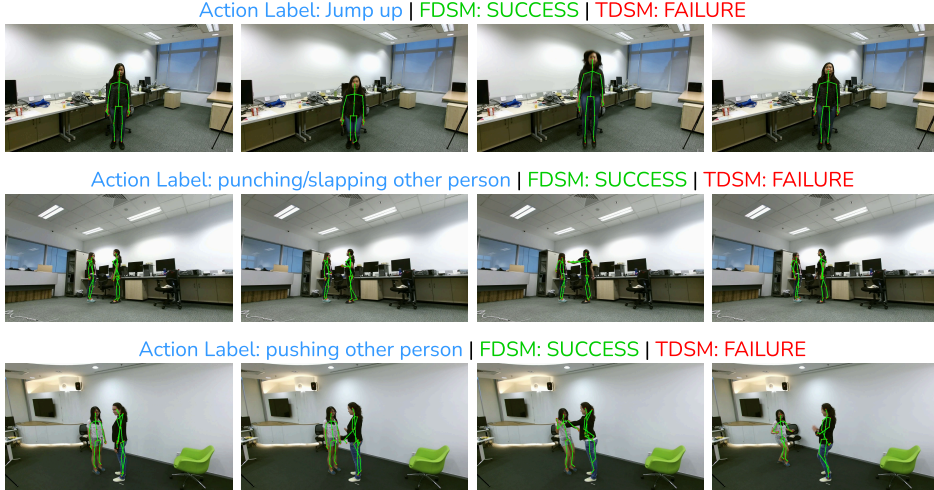 Action Label: Jump up | FDSM: SUCCESS | TDSM: FAILURE
Action Label: punching/slapping other person | FDSM: SUCCESS | TDSM: FAILURE
Action Label: pushing other person | FDSM: SUCCESS | TDSM: FAILURE